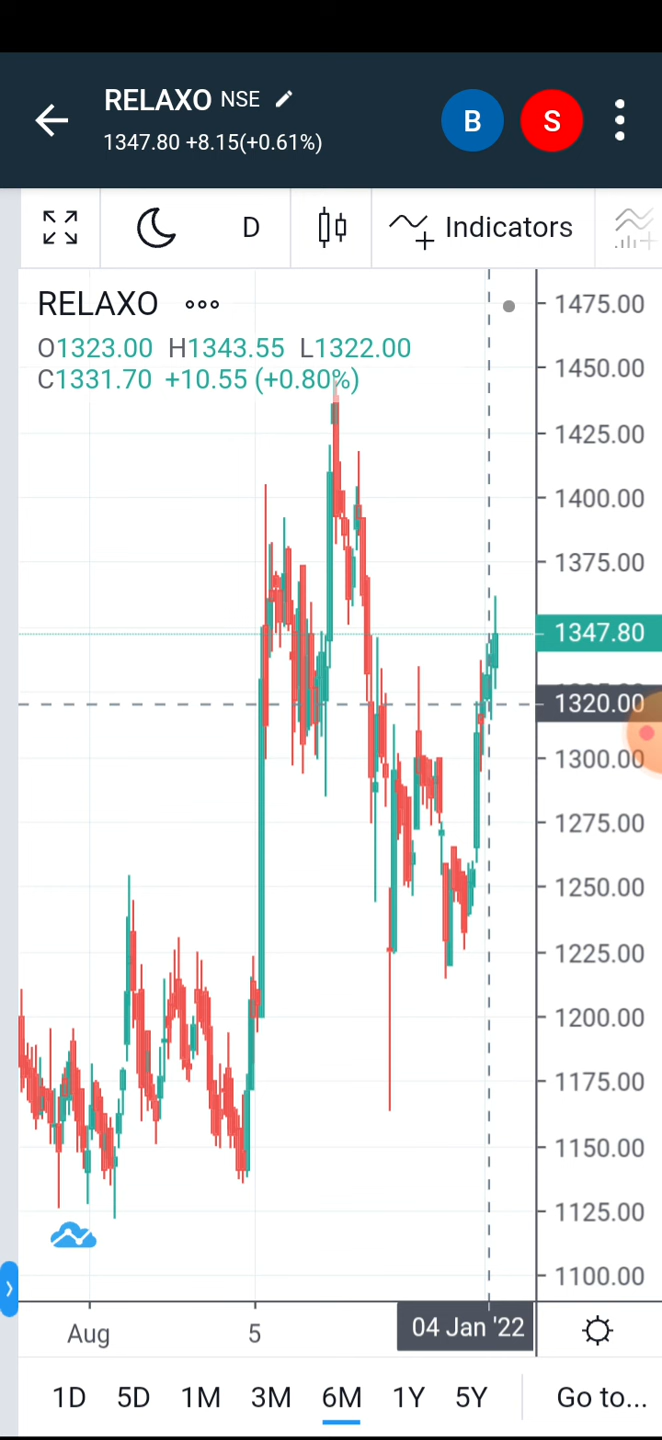 RELAXO NSE
1347.80 +8.15(+0.61%)
B
S
D
Indicators
RELAXO
O1323.00 H1343.55 L1322.00
C1331.70 +10.55 (+0.80%)
1475.00
1450.00
1425.00
1400.00
1375.00
1347.80
1320.00
1300.00
1275.00
1250.00
1225.00
1200.00
1175.00
1150.00
1125.00
1100.00
Aug
5
04 Jan '22
1D 5D 1M 3M 6M 1Y 5Y Go to...